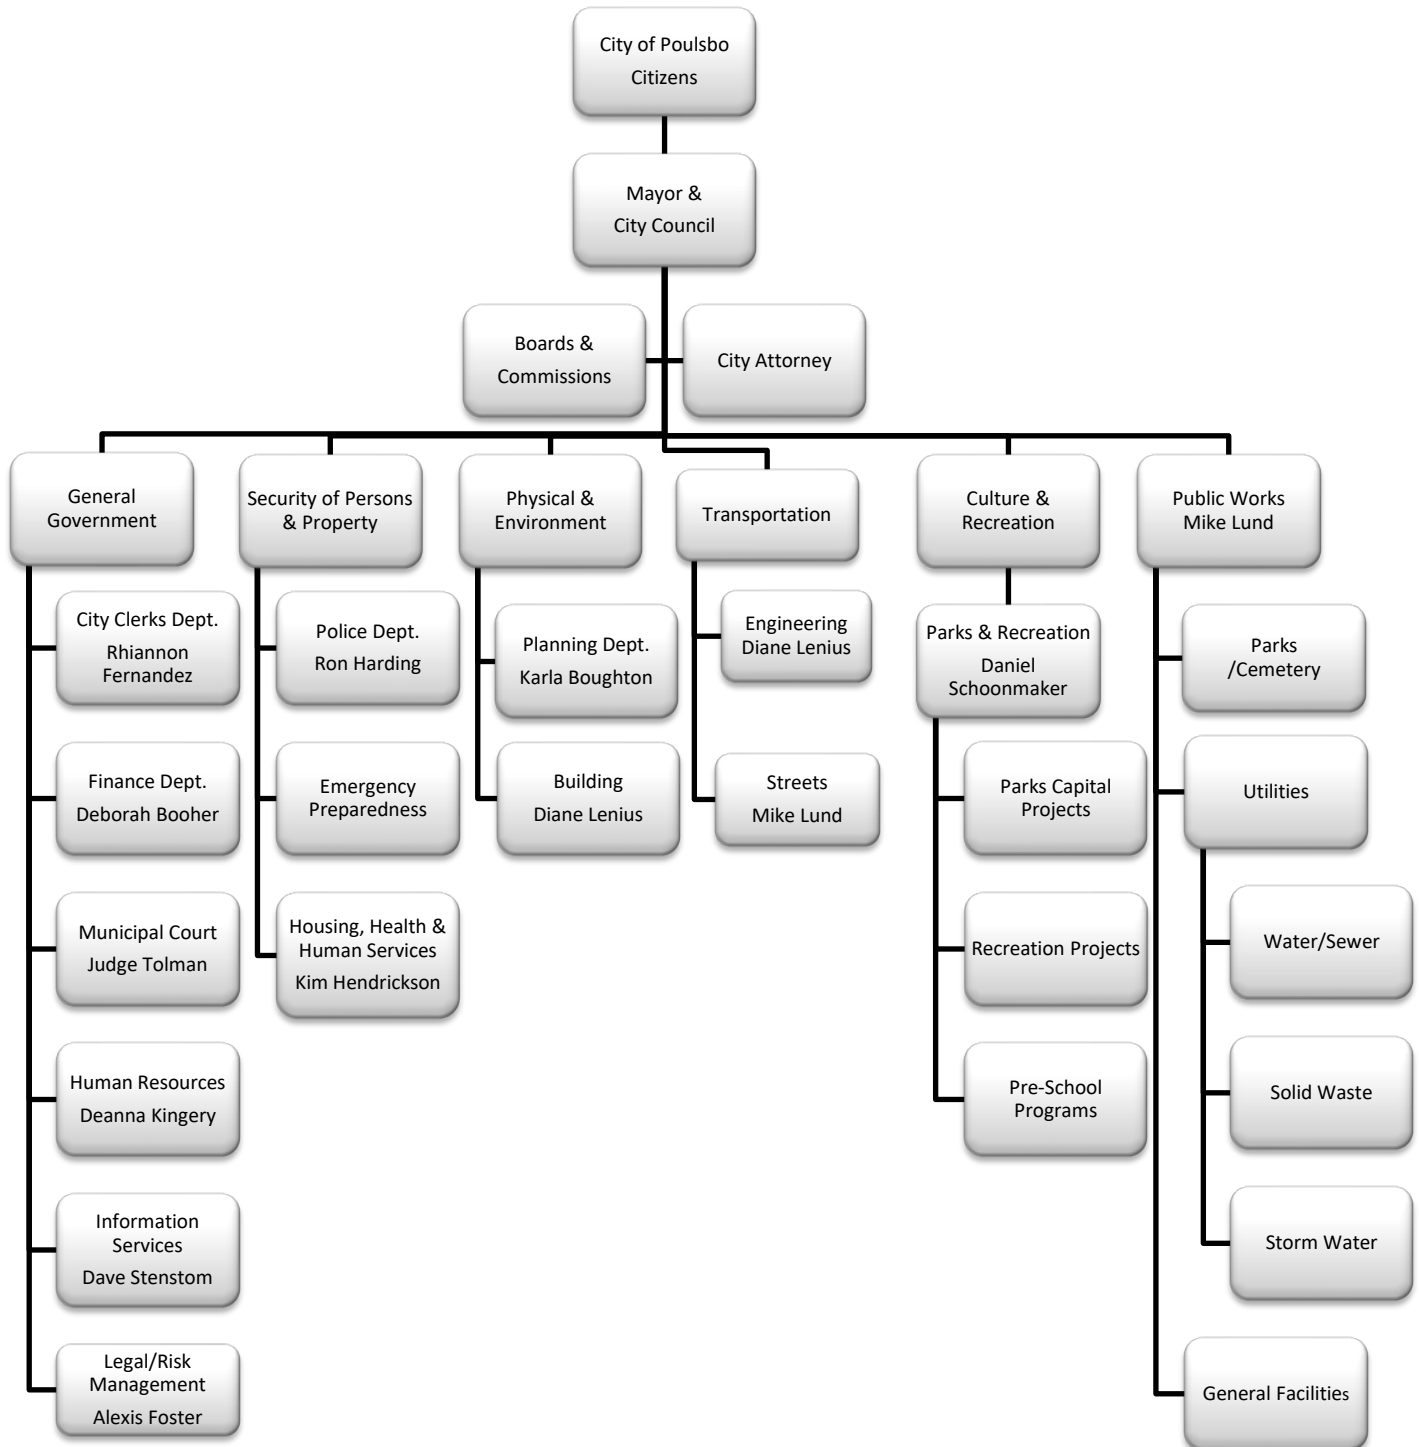 City of Poulsbo
Citizens
Mayor &
City Council
Boards &
Commissions
City Attorney
General
Government
Security of Persons
& Property
Physical &
Environment
Transportation
Culture &
Recreation
Public Works
Mike Lund
City Clerks Dept.
Rhiannon
Fernandez
Finance Dept.
Deborah Booher
Municipal Court
Judge Tolman
Human Resources
Deanna Kingery
Information
Services
Dave Stenstom
Legal/Risk
Management
Alexis Foster
Police Dept.
Ron Harding
Emergency
Preparedness
Housing, Health &
Human Services
Kim Hendrickson
Planning Dept.
Karla Boughton
Building
Diane Lenius
Engineering
Diane Lenius
Streets
Mike Lund
Parks & Recreation
Daniel
Schoonmaker
Parks Capital
Projects
Recreation Projects
Pre-School
Programs
Parks
/Cemetery
Utilities
Water/Sewer
Solid Waste
Storm Water
General Facilities